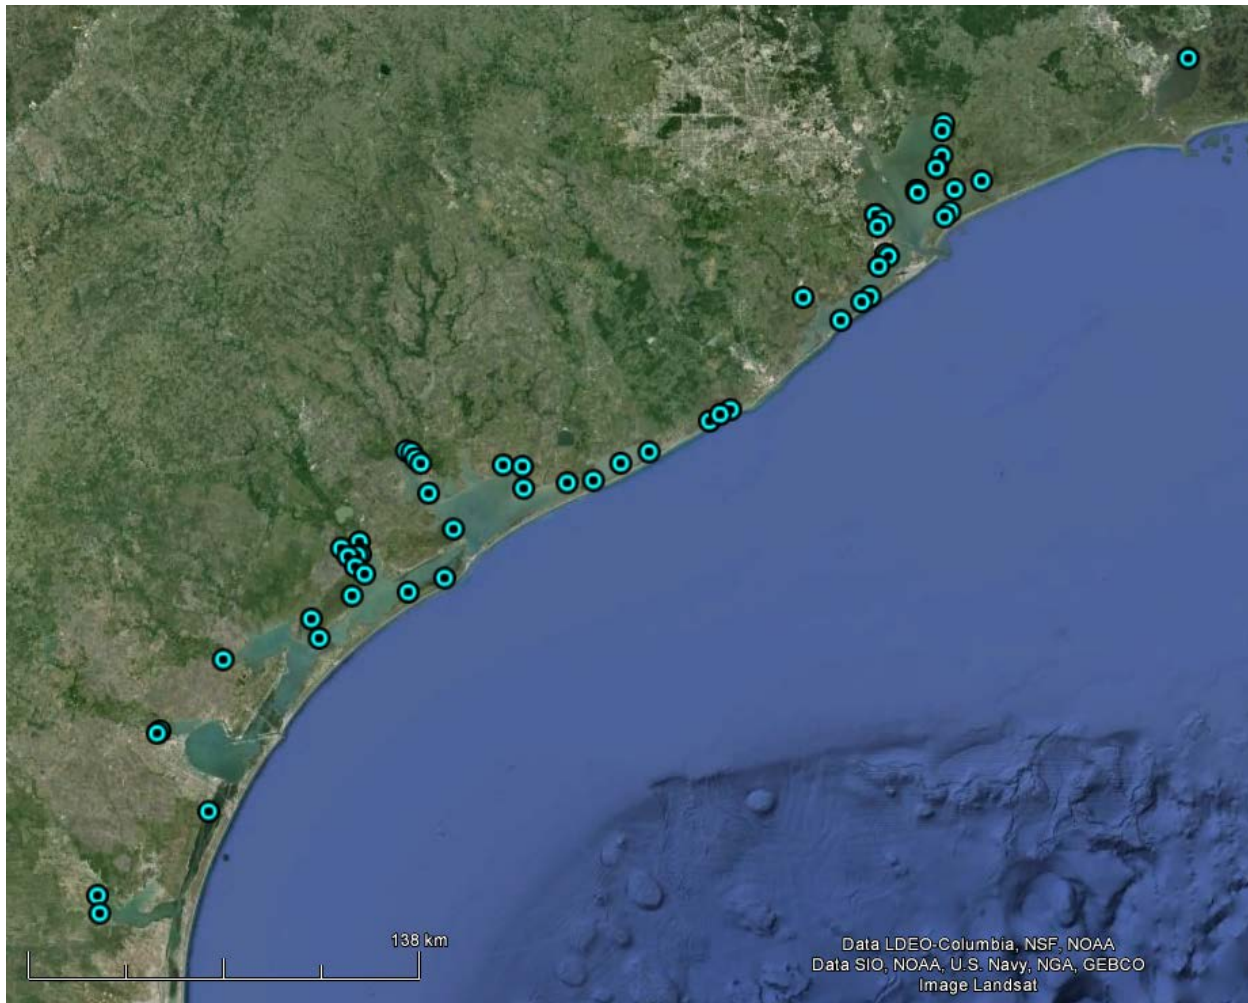 138 km
Data LDEO-Columbia, NSF, NOAA
Data SIO, NOAA, U.S. Navy, NGA, GEBCO
Image Landsat